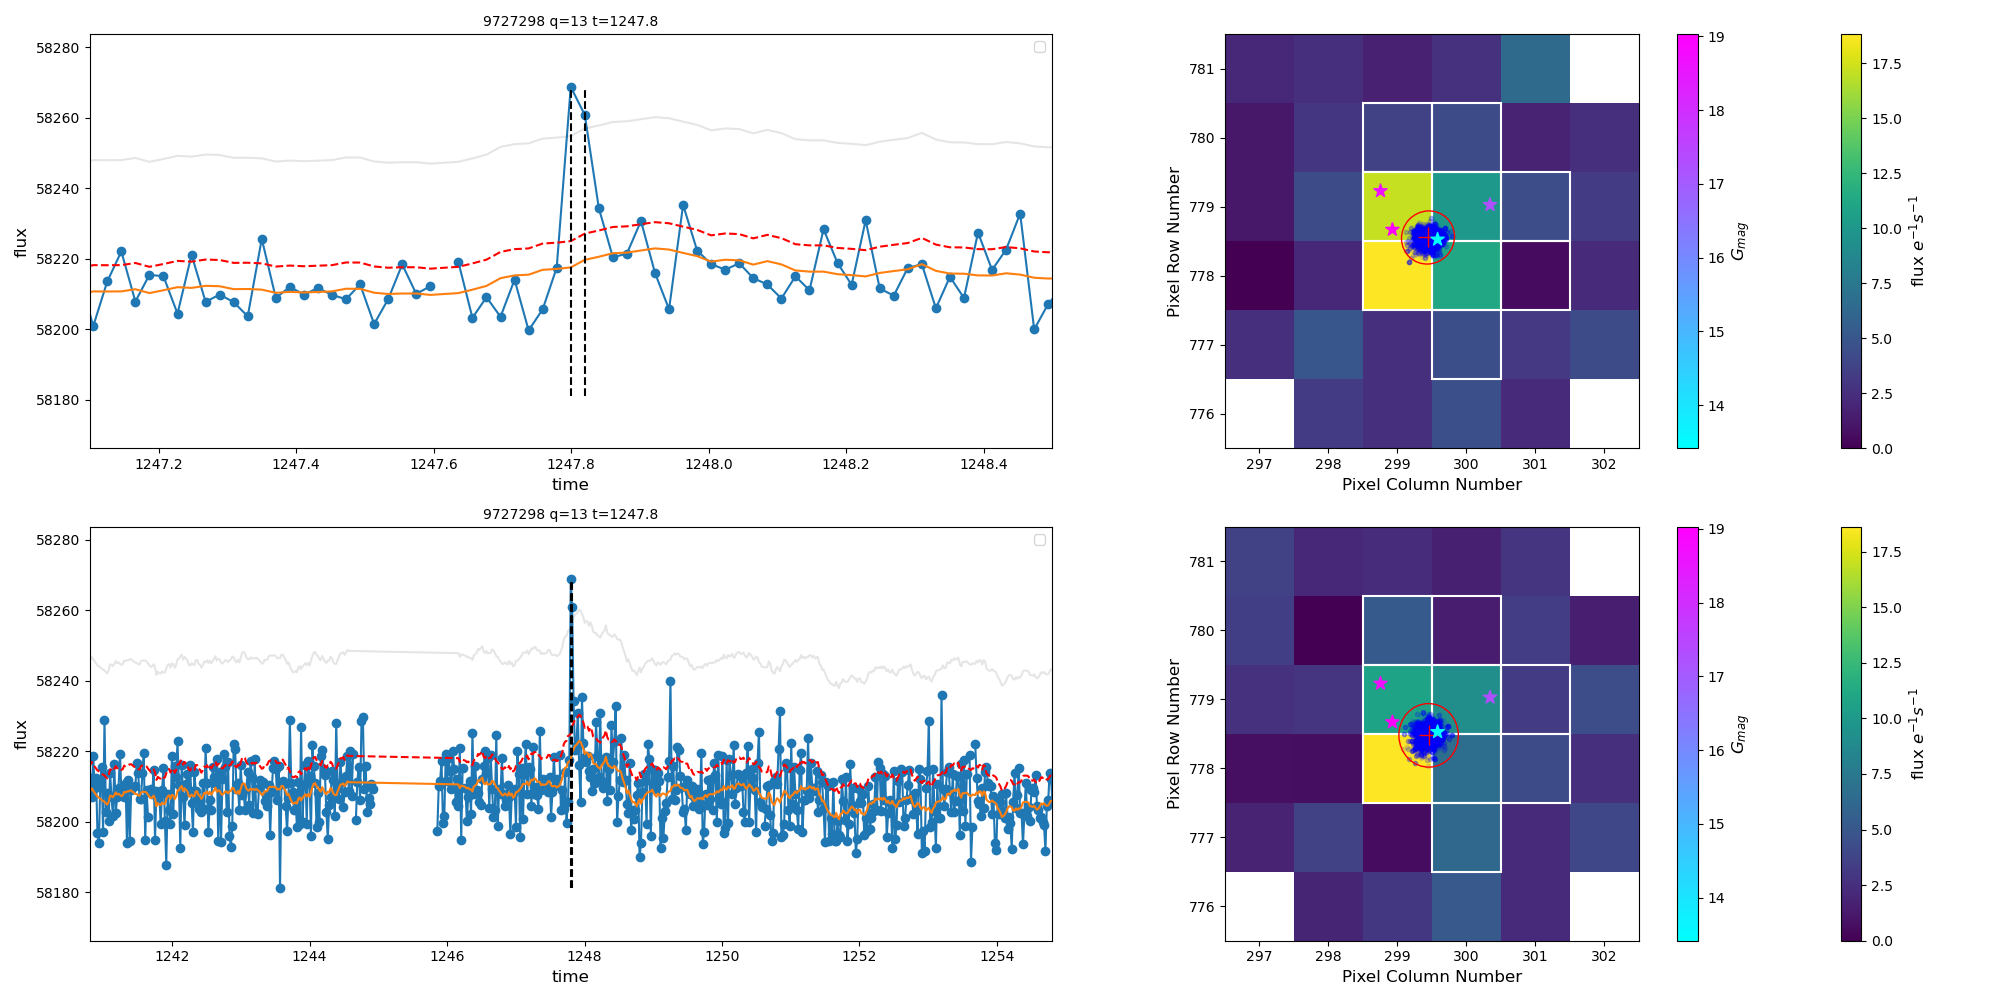 9727298 q=13 t=1247.8
58280
58260
58240
58220
58200
58180
flux
1247.2 1247.4 1247.6 1247.8 1248.0 1248.2 1248.4
time
781
780
779
778
777
776
Pixel Row Number
297 298 299 300 301 302
Pixel Column Number
19
18
17
16
15
14
G_mag
17.5
15.0
12.5
10.0
7.5
5.0
2.5
0.0
flux e⁻¹s⁻¹
9727298 q=13 t=1247.8
58280
58260
58240
58220
58200
58180
flux
1242 1244 1246 1248 1250 1252 1254
time
781
780
779
778
777
776
Pixel Row Number
297 298 299 300 301 302
Pixel Column Number
19
18
17
16
15
14
G_mag
17.5
15.0
12.5
10.0
7.5
5.0
2.5
0.0
flux e⁻¹s⁻¹